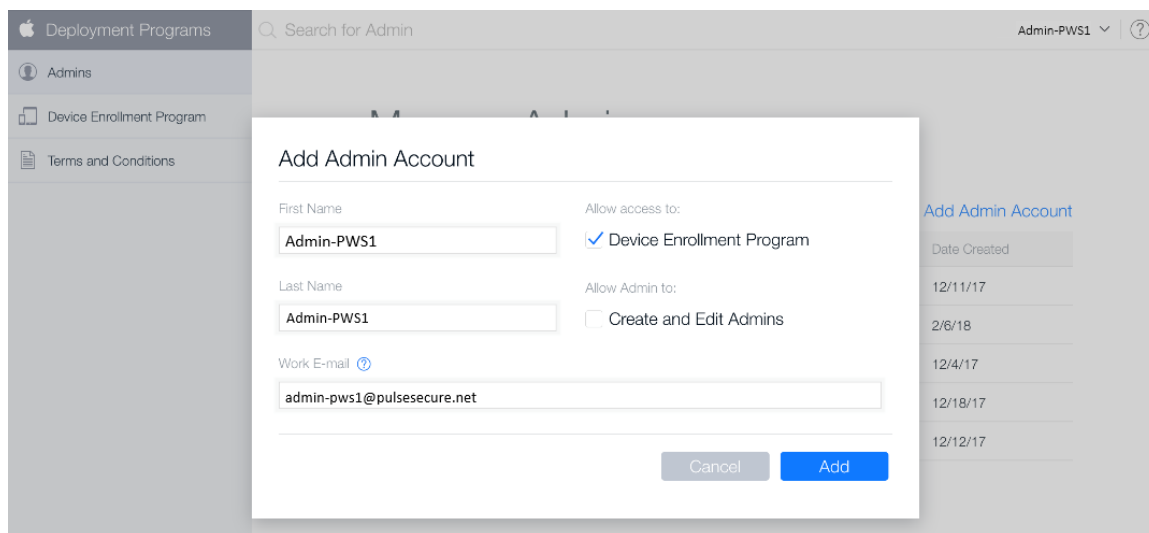 Deployment Programs
Search for Admin
Admin-PWS1
?
Admins
Device Enrollment Program
Terms and Conditions
Add Admin Account
First Name
Admin-PWS1
Last Name
Admin-PWS1
Work E-mail ?
admin-pws1@pulsesecure.net
Allow access to:
Device Enrollment Program
Allow Admin to:
Create and Edit Admins
Cancel
Add
Add Admin Account
Date Created
12/11/17
2/6/18
12/4/17
12/18/17
12/12/17